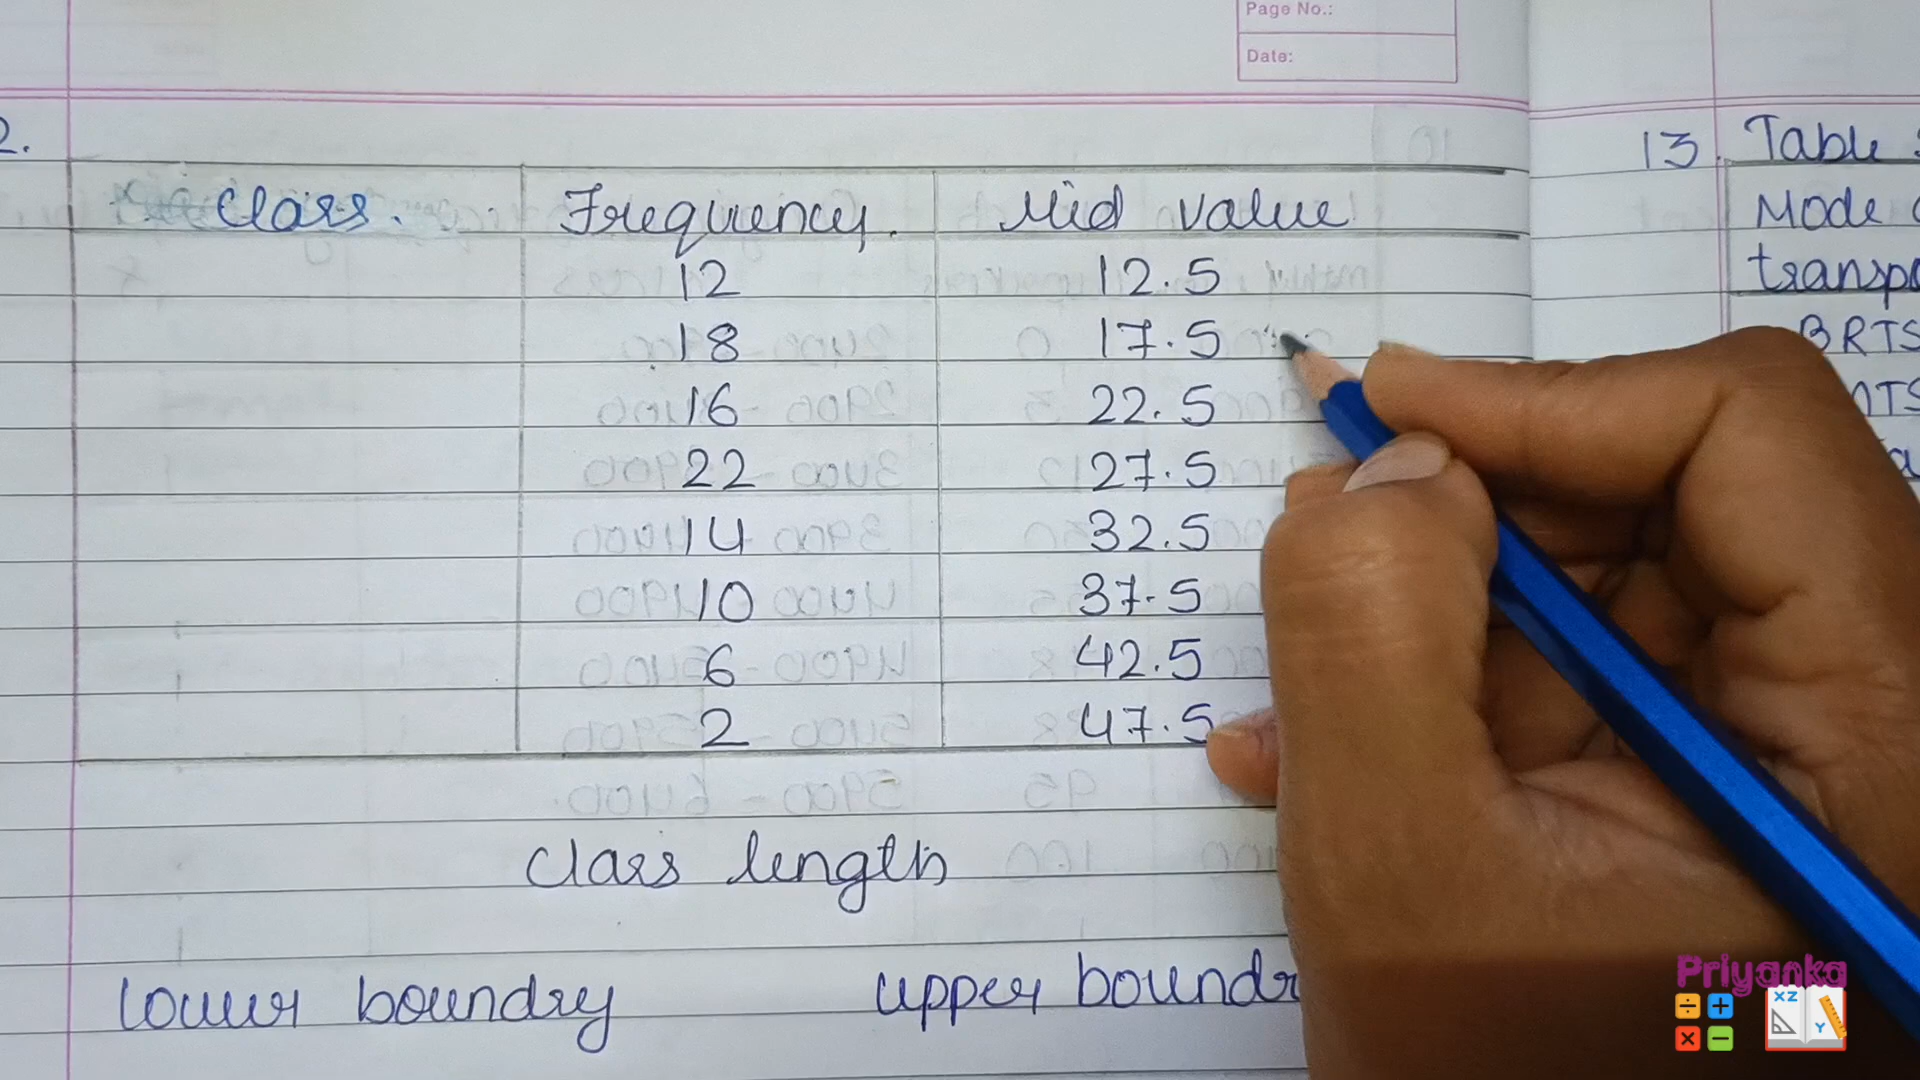 Page No.:
Date:
2.
Class. Frequency. Mid value
12 12.5
18 17.5
16 22.5
22 27.5
14 32.5
10 37.5
6 42.5
2 47.5
Class length
lower boundry upper boundr
13. Table
Mode
transpo
BRTS
Priyanka
XZ
Y